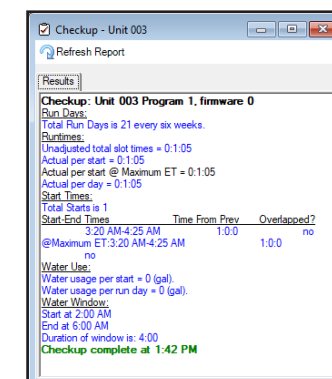 Checkup - Unit 003
Refresh Report
Results
Checkup: Unit 003 Program 1, firmware 0
Run Days:
Total Run Days is 21 every six weeks.
Runtimes:
Unadjusted total slot times = 0:1:05
Actual per start = 0:1:05
Actual per start @ Maximum ET = 0:1:05
Actual per day = 0:1:05
Start Times:
Total Starts is 1
Start-End Times Time From Prev Overlapped?
3:20 AM-4:25 AM 1:0:0 no
@Maximum ET:3:20 AM-4:25 AM 1:0:0
no
Water Use:
Water usage per start = 0 (gal).
Water usage per run day = 0 (gal).
Water Window:
Start at 2:00 AM
End at 6:00 AM
Duration of window is: 4:00
Checkup complete at 1:42 PM